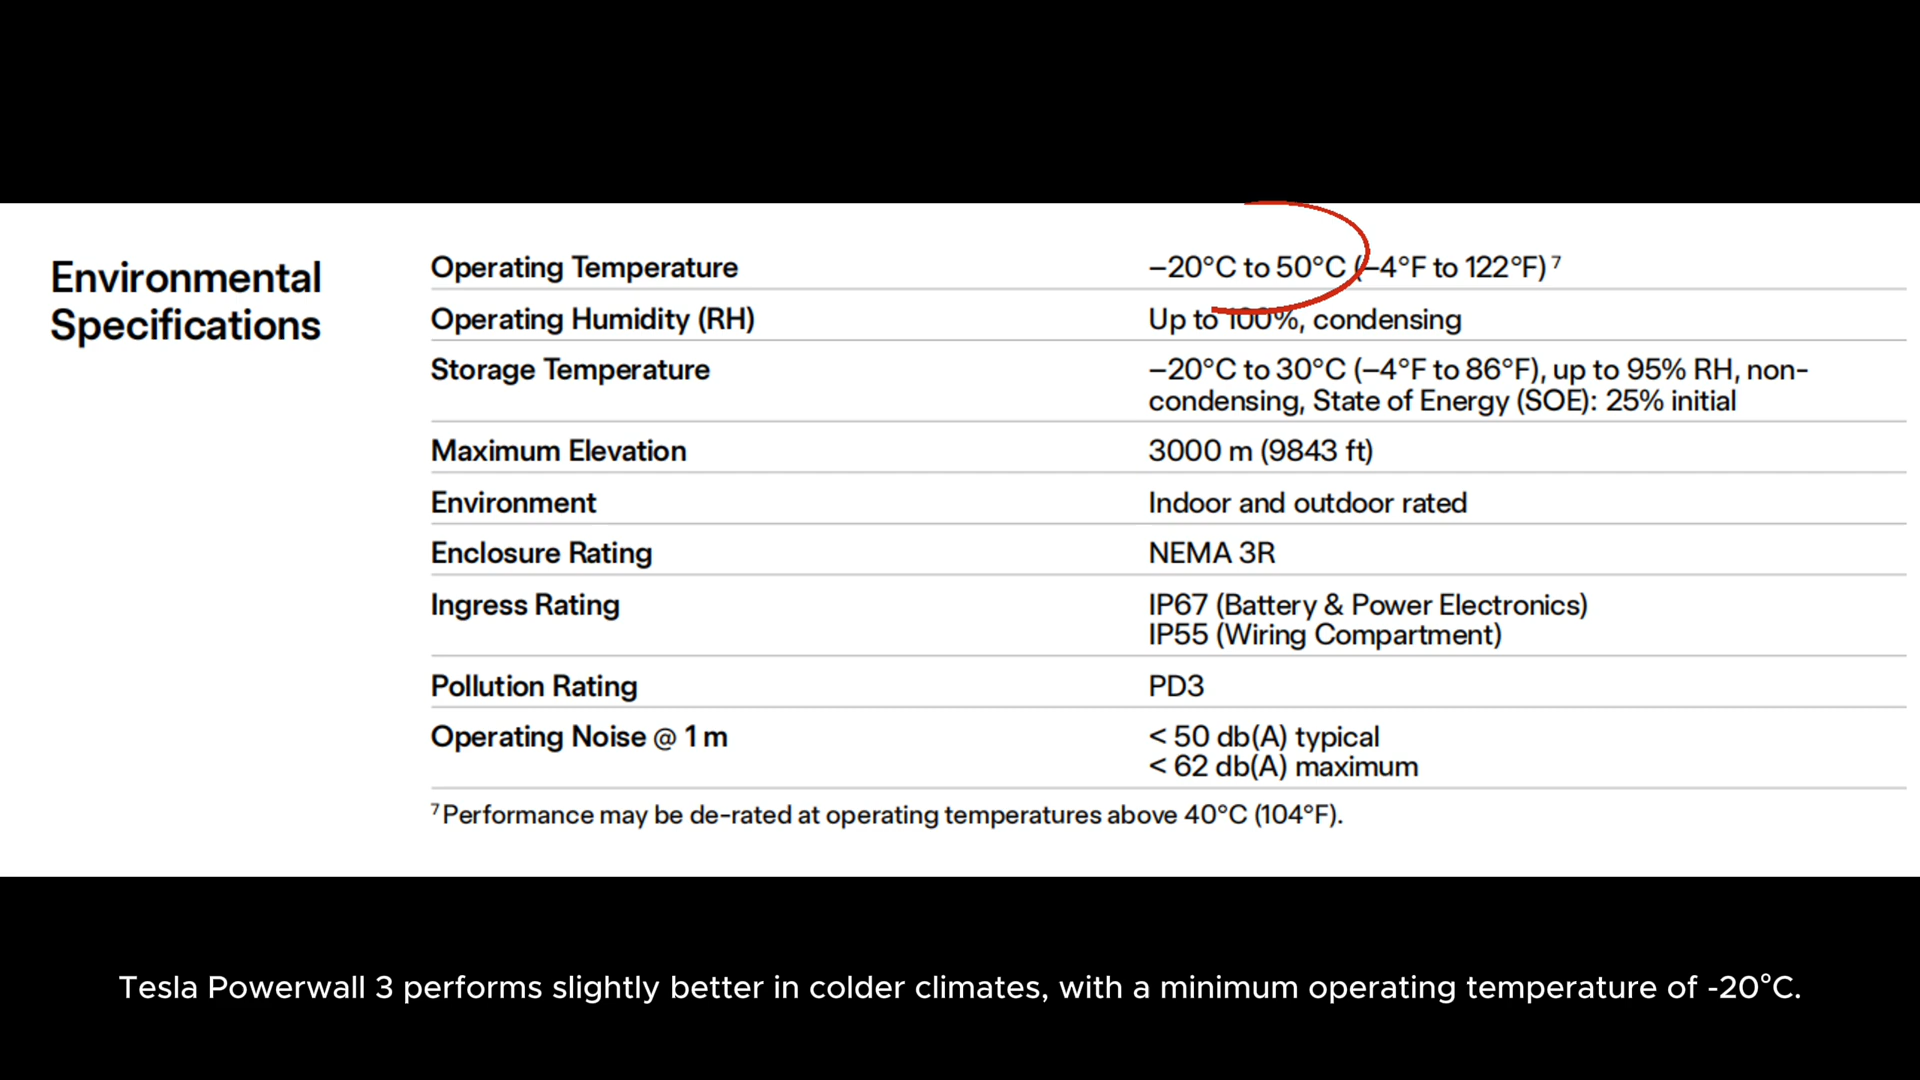 Environmental
Specifications
Operating Temperature –20°C to 50°C (–4°F to 122°F)⁷
Operating Humidity (RH) Up to 100%, condensing
Storage Temperature –20°C to 30°C (–4°F to 86°F), up to 95% RH, non-
condensing, State of Energy (SOE): 25% initial
Maximum Elevation 3000 m (9843 ft)
Environment Indoor and outdoor rated
Enclosure Rating NEMA 3R
Ingress Rating IP67 (Battery & Power Electronics)
IP55 (Wiring Compartment)
Pollution Rating PD3
Operating Noise @ 1 m < 50 db(A) typical
< 62 db(A) maximum
⁷ Performance may be de-rated at operating temperatures above 40°C (104°F).
Tesla Powerwall 3 performs slightly better in colder climates, with a minimum operating temperature of -20°C.